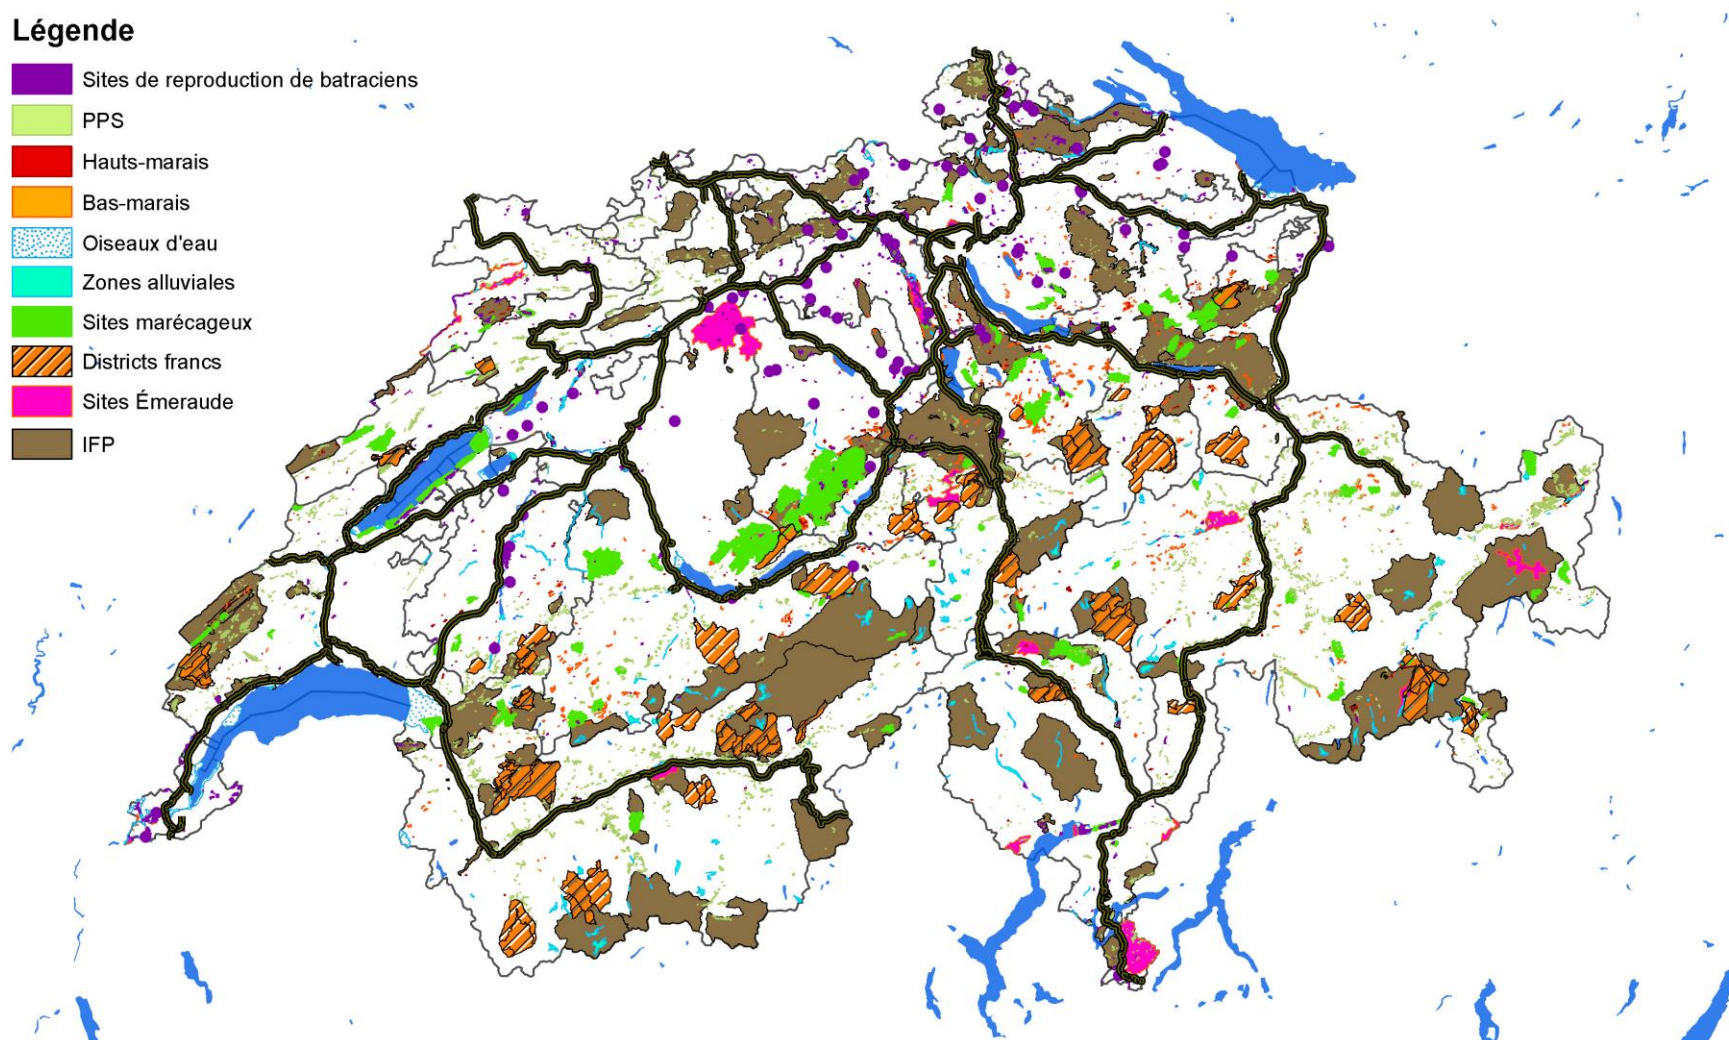 Légende
Sites de reproduction de batraciens
PPS
Hauts-marais
Bas-marais
Oiseaux d'eau
Zones alluviales
Sites marécageux
Districts francs
Sites Émeraude
IFP